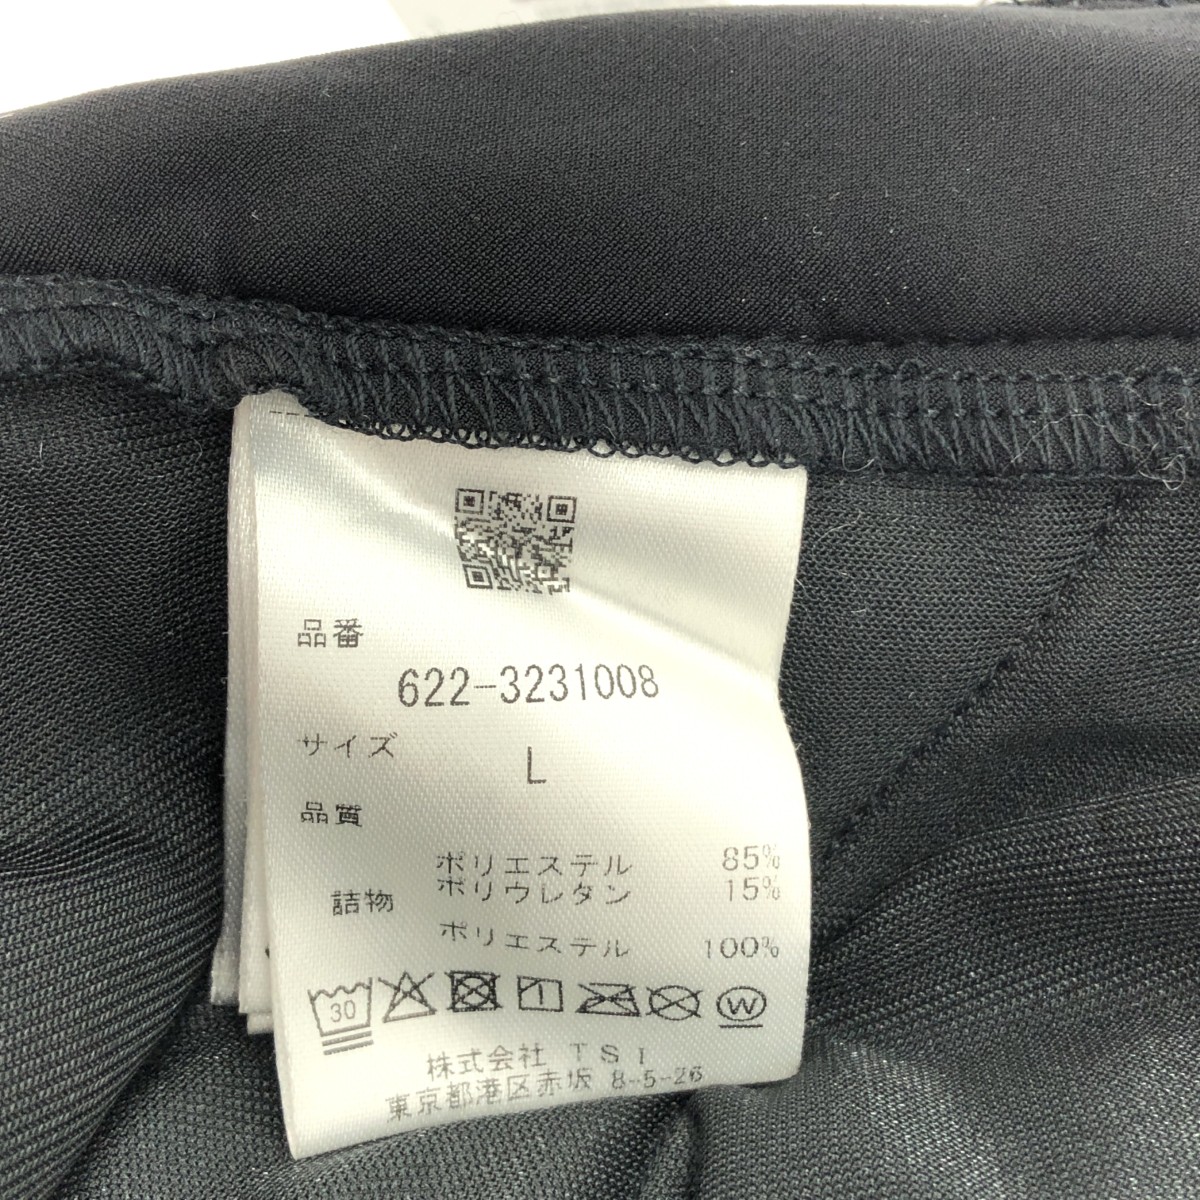 品番
622-3231008
サイズ
L
品質
ポリエステル 85%
ポリウレタン 15%
詰物
ポリエステル 100%
30
W
株式会社 TSI
東京都港区赤坂 8-5-26